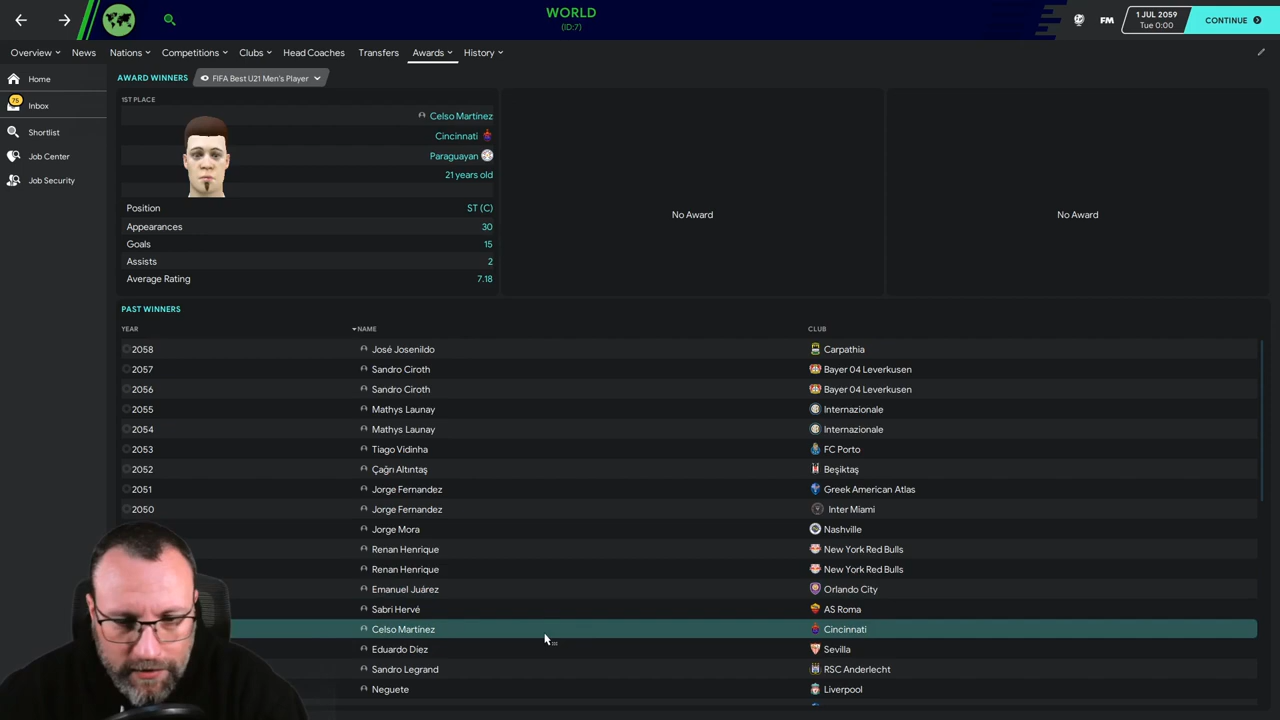 WORLD
(ID:7)
FM
1 JUL 2059
Tue 0:00
CONTINUE
Overview
News
Nations
Competitions
Clubs
Head Coaches
Transfers
Awards
History
Home
75
Inbox
Shortlist
Job Center
Job Security
AWARD WINNERS
FIFA Best U21 Men's Player
1ST PLACE
Celso Martínez
Cincinnati
Paraguayan
21 years old
Position ST (C)
Appearances 30
Goals 15
Assists 2
Average Rating 7.18
No Award
No Award
PAST WINNERS
YEAR NAME CLUB
2058 José Josenildo Carpathia
2057 Sandro Ciroth Bayer 04 Leverkusen
2056 Sandro Ciroth Bayer 04 Leverkusen
2055 Mathys Launay Internazionale
2054 Mathys Launay Internazionale
2053 Tiago Vidinha FC Porto
2052 Çağrı Altıntaş Beşiktaş
2051 Jorge Fernandez Greek American Atlas
2050 Jorge Fernandez Inter Miami
Jorge Mora Nashville
Renan Henrique New York Red Bulls
Renan Henrique New York Red Bulls
Emanuel Juárez Orlando City
Sabri Hervé AS Roma
Celso Martínez Cincinnati
Eduardo Díez Sevilla
Sandro Legrand RSC Anderlecht
Neguete Liverpool